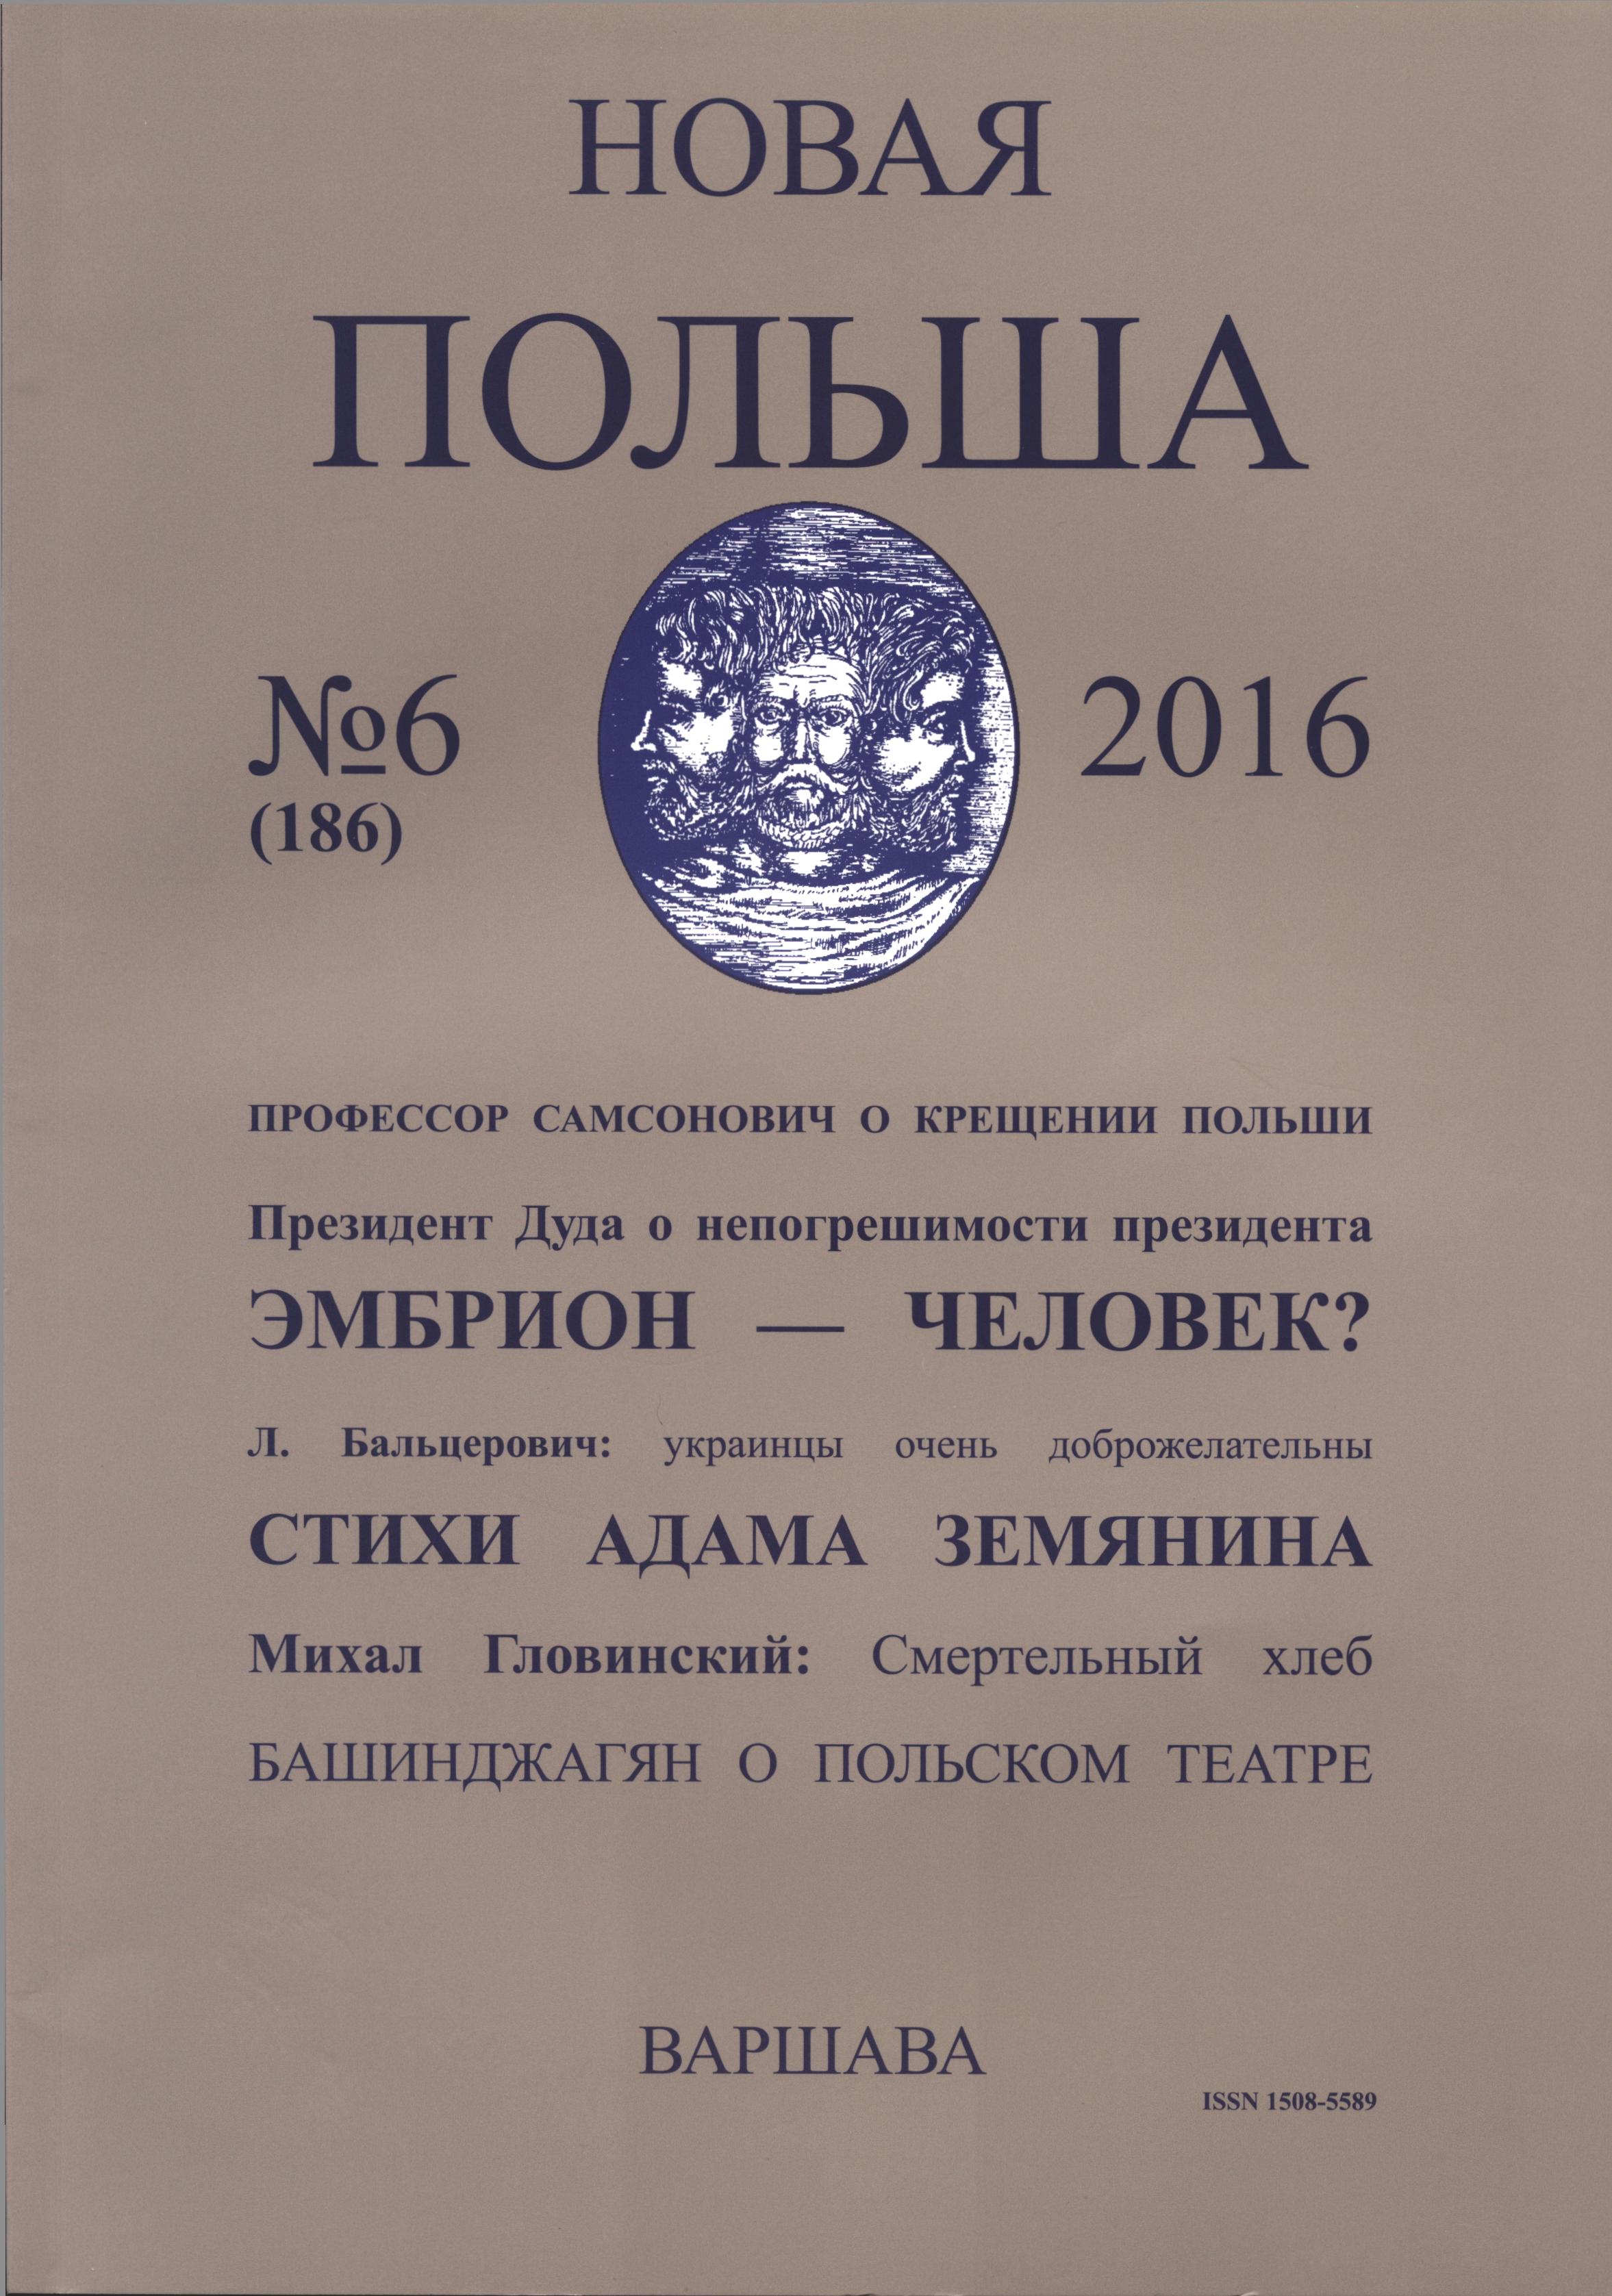 НОВАЯ
ПОЛЬША
№6
(186)
2016
ПРОФЕССОР САМСОНОВИЧ О КРЕЩЕНИИ ПОЛЬШИ
Президент Дуда о непогрешимости президента
ЭМБРИОН — ЧЕЛОВЕК?
Л. Бальцерович: украинцы очень доброжелательны
СТИХИ АДАМА ЗЕМЯНИНА
Михал Гловинский: Смертельный хлеб
БАШИНДЖАГЯН О ПОЛЬСКОМ ТЕАТРЕ
ВАРШАВА
ISSN 1508-5589